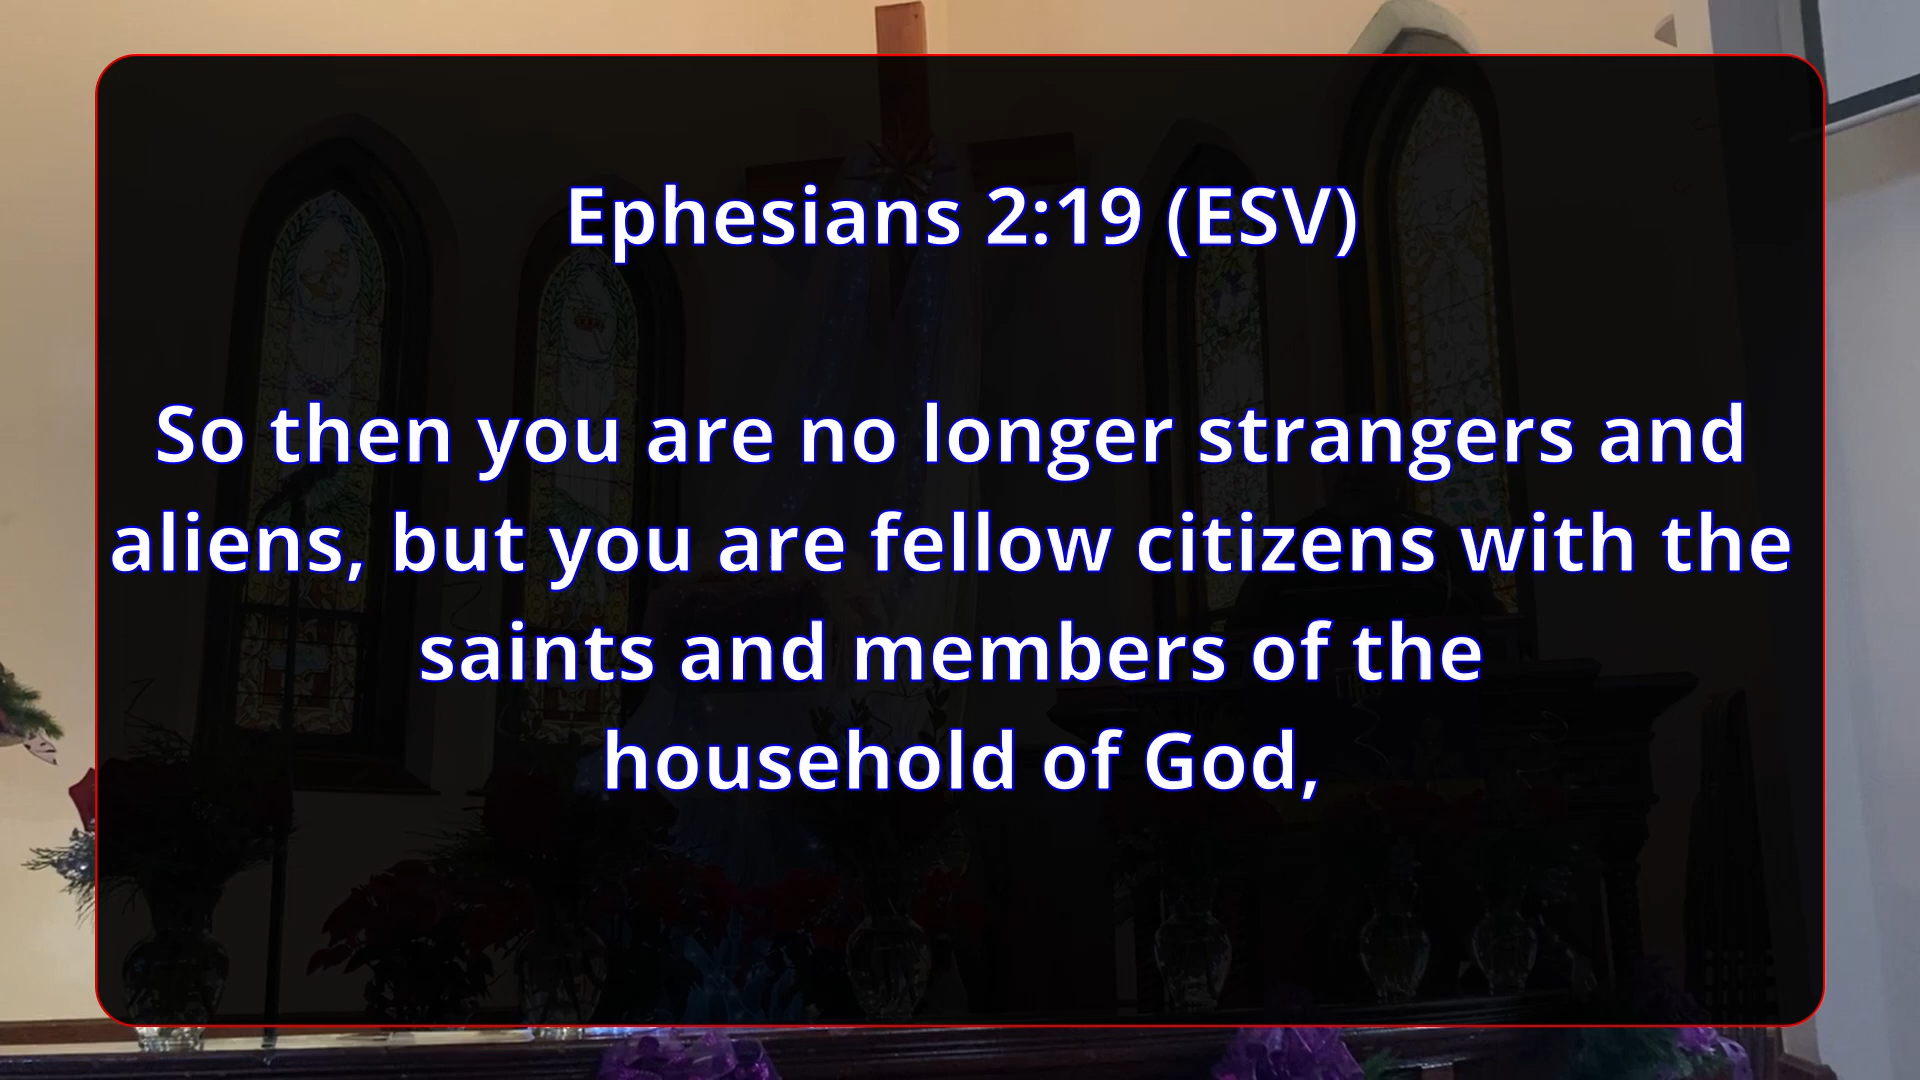 Ephesians 2:19 (ESV)
So then you are no longer strangers and
aliens, but you are fellow citizens with the
saints and members of the
household of God,